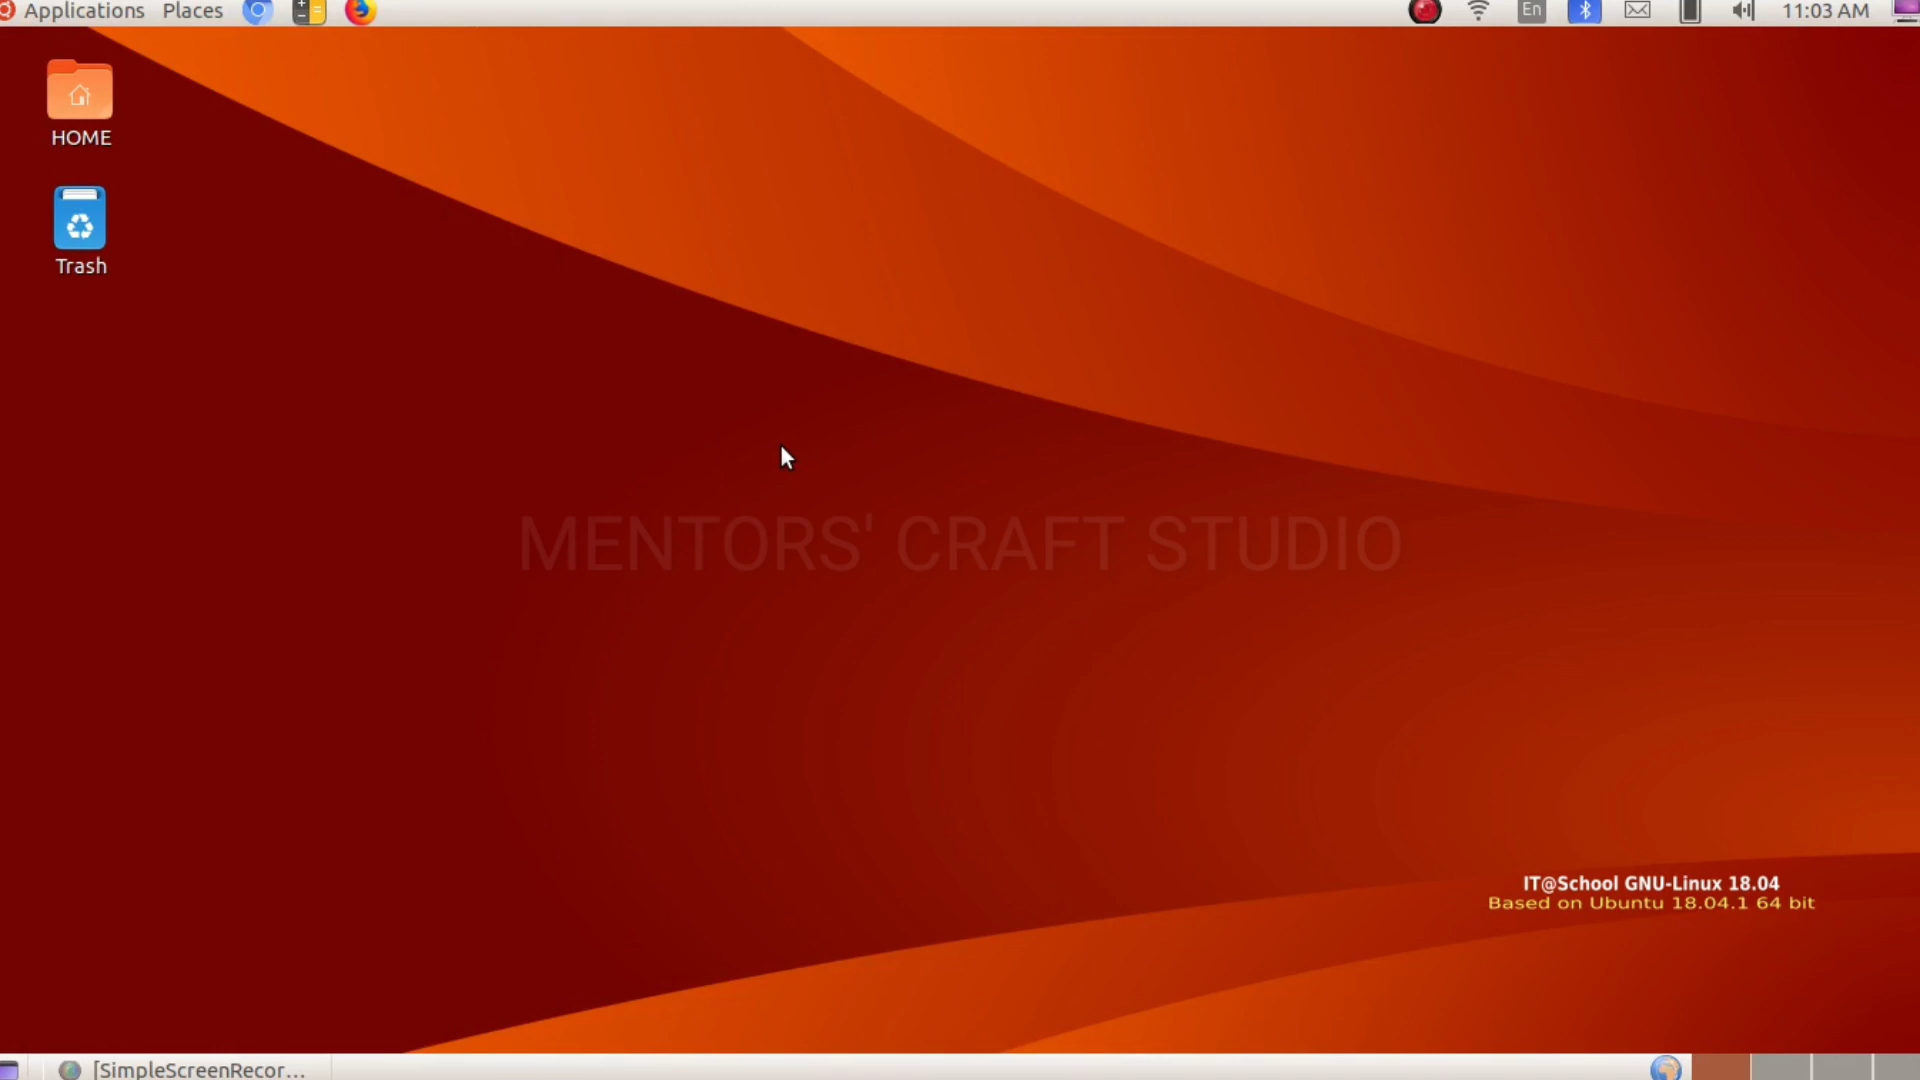 Applications Places
En
11:03 AM
HOME
Trash
MENTORS' CRAFT STUDIO
IT@School GNU-Linux 18.04
Based on Ubuntu 18.04.1 64 bit
[SimpleScreenRecor...